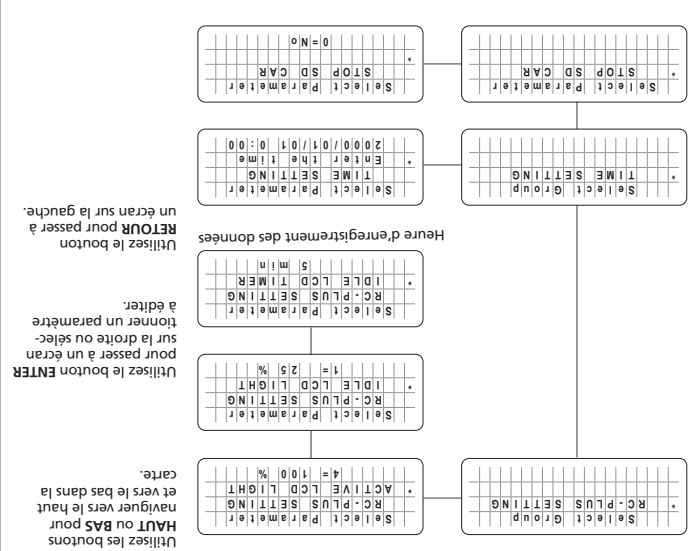 Select Group
* RC-PLUS SETTING
Select Parameter
RC-PLUS SETTING
* ACTIVE LCD LIGHT
4= 100 %
Utilisez les boutons
HAUT ou BAS pour
naviguer vers le haut
et vers le bas dans la
carte.
Select Parameter
RC-PLUS SETTING
* IDLE LCD LIGHT
1= 25 %
Utilisez le bouton ENTER
pour passer à un écran
sur la droite ou sélec-
tionner un paramètre
à éditer.
Select Parameter
RC-PLUS SETTING
* IDLE LCD TIMER
5 min
Heure d'enregistrement des données
Utilisez le bouton
RETOUR pour passer à
un écran sur la gauche.
Select Group
* TIME SETTING
Select Parameter
TIME SETTING
* Enter the time
2000/01/01 0:00
Select Parameter
* STOP SD CAR
Select Parameter
STOP SD CAR
*
0=No